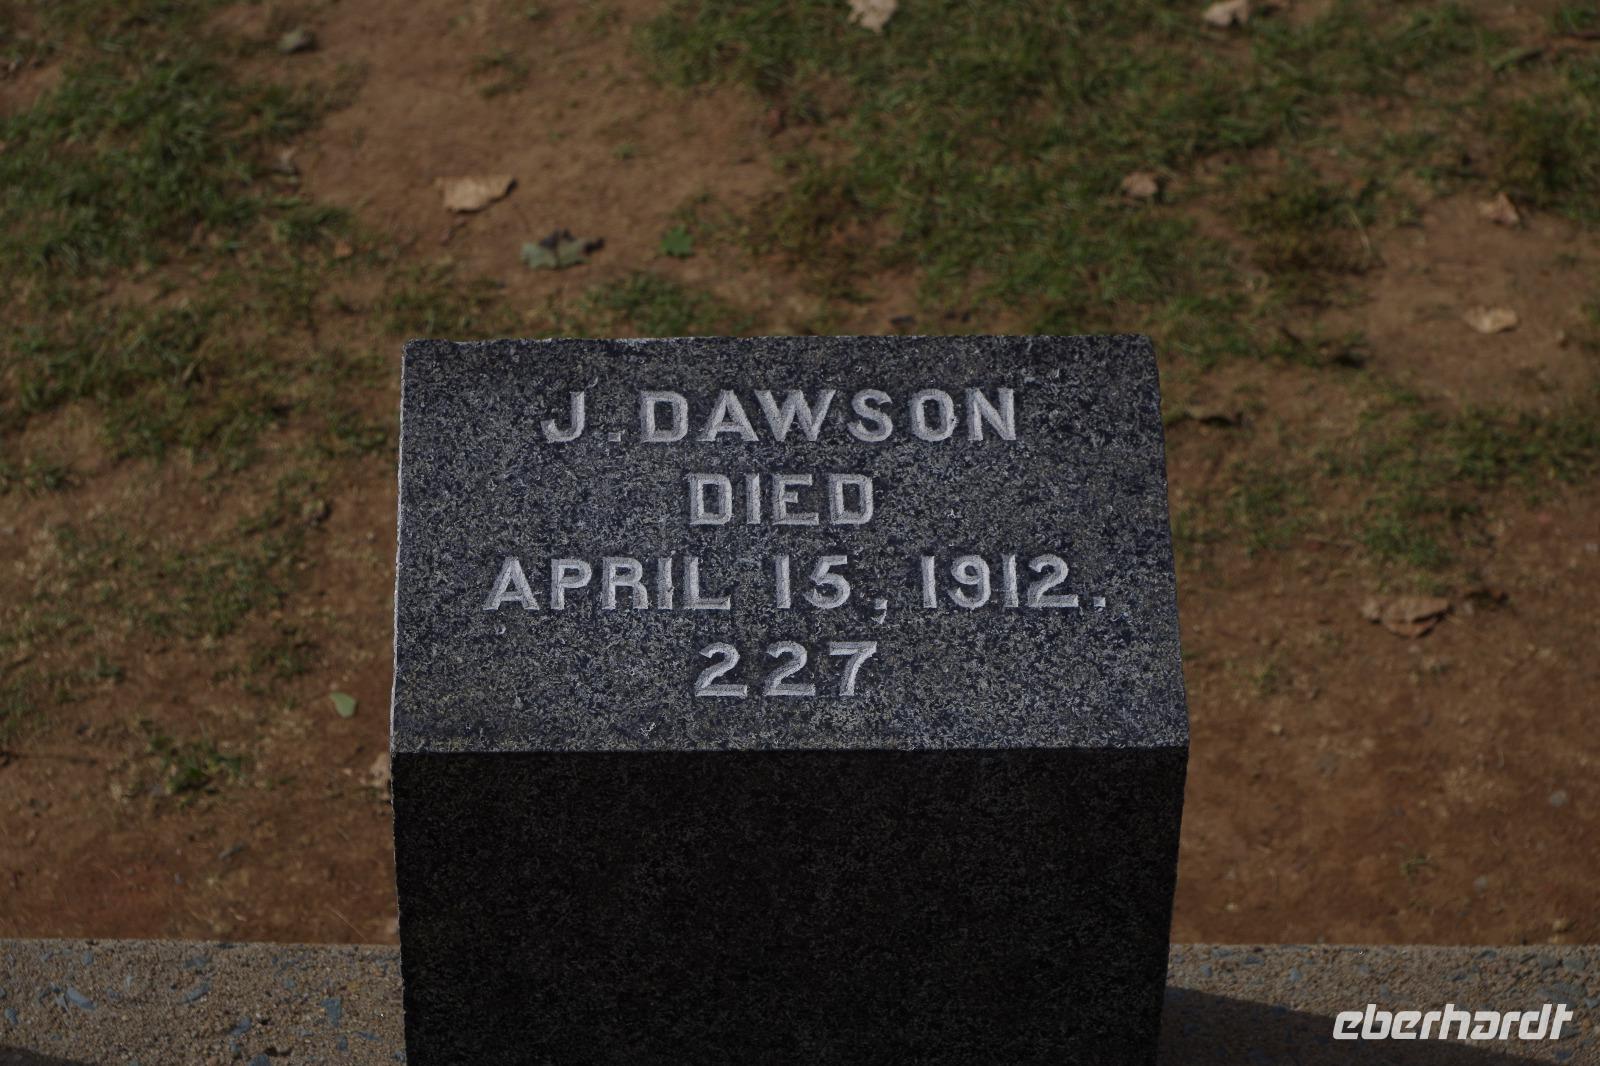 J. DAWSON
DIED
APRIL 15, 1912.
227
eberhardt